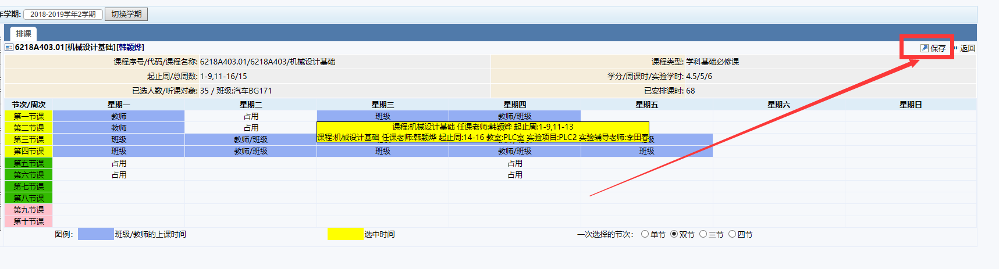 年学期: 2018-2019学年2学期 切换学期
排课
6218A403.01[机械设计基础][韩颖烨] 保存 返回
课程序号/代码/课程名称: 6218A403.01/6218A403/机械设计基础 课程类型: 学科基础必修课
起止周/总周数: 1-9,11-16/15 学分/周课时/实验学时: 4.5/5/6
已选人数/听课对象: 35 / 班级:汽车BG171 已安排课时: 68
节次/周次 星期一 星期二 星期三 星期四 星期五 星期六 星期日
第一节课 教师 占用 班级 教师/班级
第二节课 教师 占用
课程:机械设计基础 任课老师:韩颖烨 起止周:1-9,11-13
课程:机械设计基础 任课老师:韩颖烨 起止周:14-16 教室:PLC室 实验项目:PLC2 实验辅导老师:李田春
第三节课 班级 教师/班级 级
第四节课 班级 教师/班级 班级 教师/班级 班级
第五节课 占用 占用
第六节课 占用 占用
第七节课
第八节课
第九节课
第十节课
图例: 班级/教师的上课时间 选中时间 一次选择的节次: 单节 双节 三节 四节